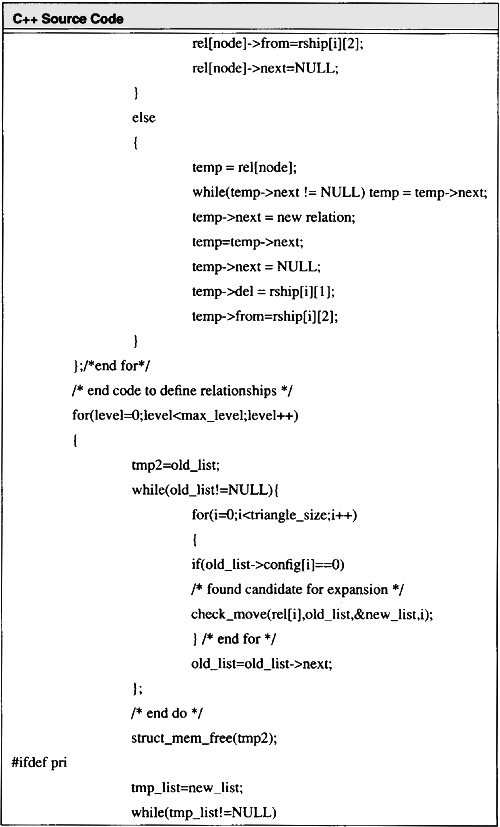 C++ Source Code
rel[node]->from=rship[i][2];
rel[node]->next=NULL;
}
else
{
temp = rel[node];
while(temp->next != NULL) temp = temp->next;
temp->next = new relation;
temp=temp->next;
temp->next = NULL;
temp->del = rship[i][1];
temp->from=rship[i][2];
}
};/*end for*/
/* end code to define relationships */
for(level=0;level<max_level;level++)
{
tmp2=old_list;
while(old_list!=NULL){
for(i=0;i<triangle_size;i++)
{
if(old_list->config[i]==0)
/* found candidate for expansion */
check_move(rel[i],old_list,&new_list,i);
} /* end for */
old_list=old_list->next;
};
/* end do */
struct_mem_free(tmp2);
#ifdef pri
tmp_list=new_list;
while(tmp_list!=NULL)